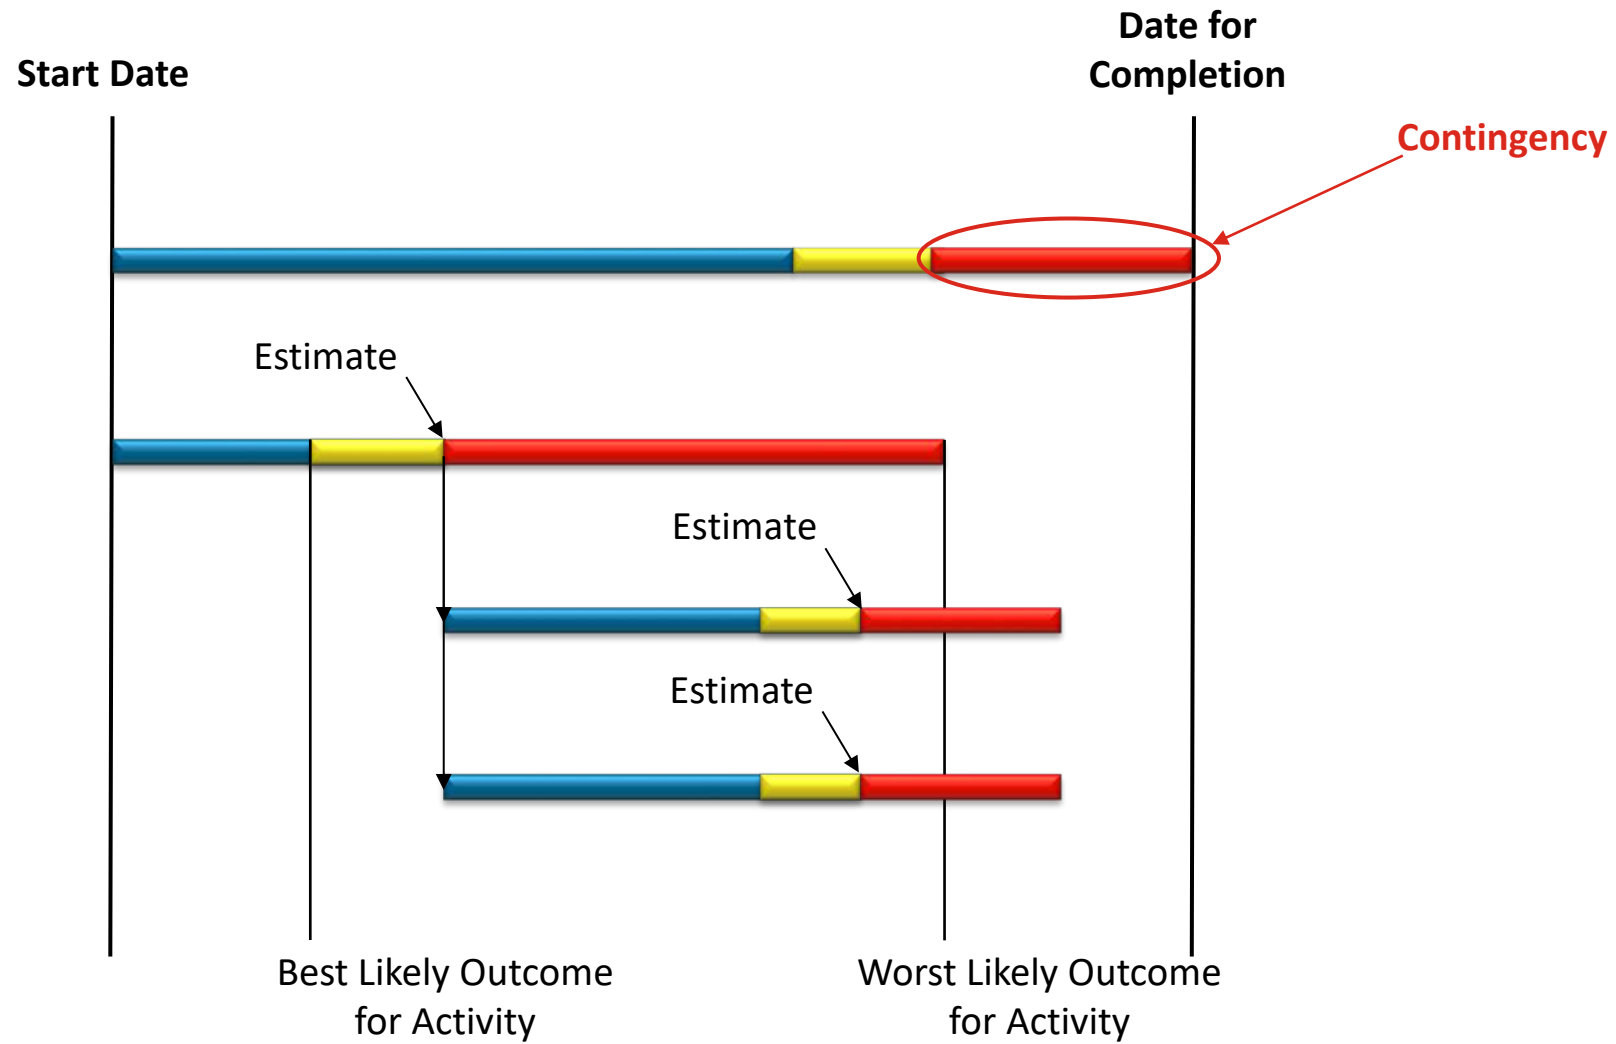 Date for
Completion
Start Date
Contingency
Estimate
Estimate
Estimate
Best Likely Outcome
for Activity
Worst Likely Outcome
for Activity